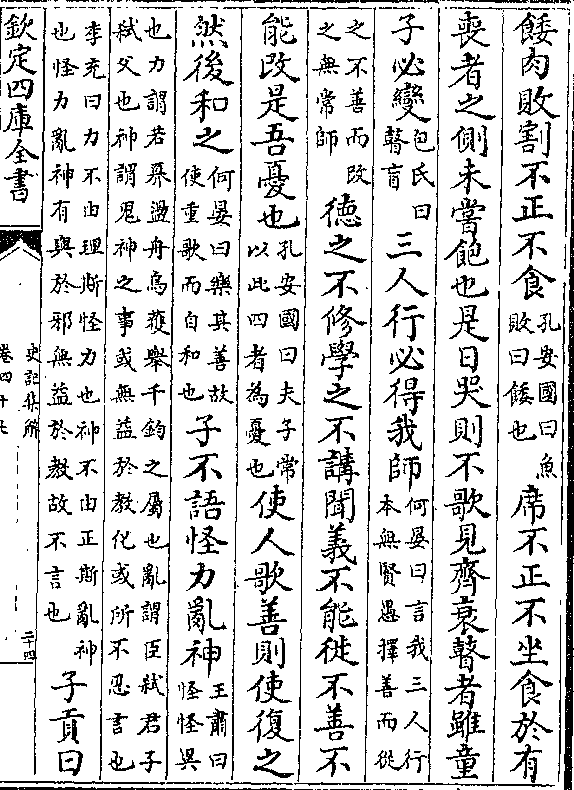 餧肉敗割不正不食孔安國曰魚敗曰餧也席不正不坐食於有
喪者之側未嘗飽也是日哭則不歌見齊衰瞽者雖童
子必變包氏曰瞽盲三人行必得我師何晏曰言我三人行本無賢愚擇善而從
之不善而改之無常師德之不修學之不講聞義不能徙不善不
能改是吾憂也孔安國曰夫子常以此四者為憂也使人歌善則使復之
然後和之何晏曰樂其善故使重歌而自和也子不語怪力亂神王肅曰怪怪異
也力謂若奡盪舟烏獲舉千鈞之屬也亂謂臣弑君子弑父也神謂鬼神之事或無益於教化或所不忍言也
李充曰力不由理斯怪力也神不由正斯亂神也怪力亂神有與於邪無益於教故不言也子貢曰
欽定四庫全書
史記集解
卷四十七
二十四